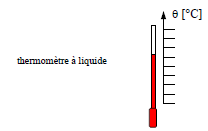 θ [°C]
thermomètre à liquide